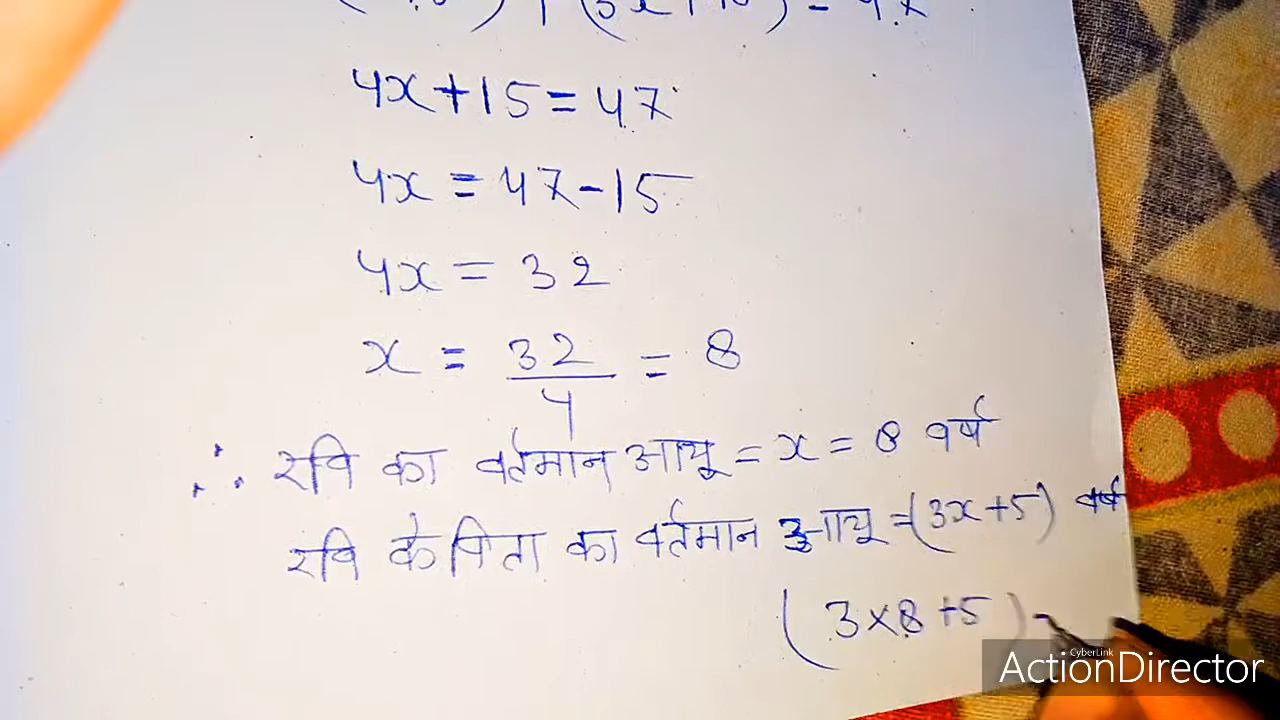 4x+15=47
4x = 47-15
4x = 32
x = 32/4 = 8
∴ रवि का वर्तमान आयू = x = 8 वर्ष
रवि के पिता का वर्तमान आयू =(3x+5) वर्ष
(3×8+5) =
CyberLink
ActionDirector